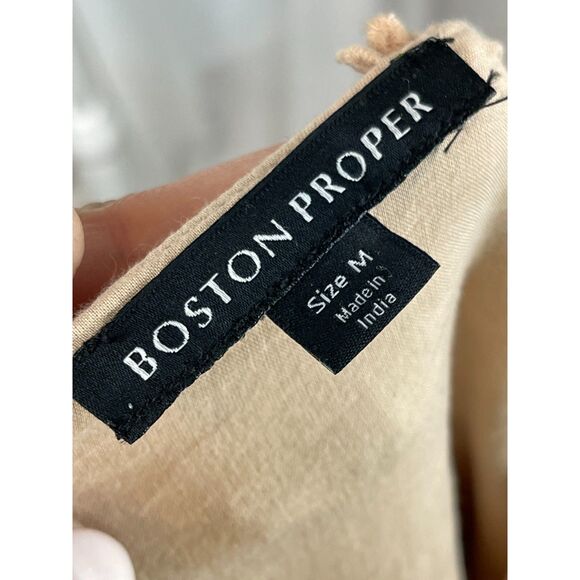 BOSTON PROPER
Size M
Made in
India